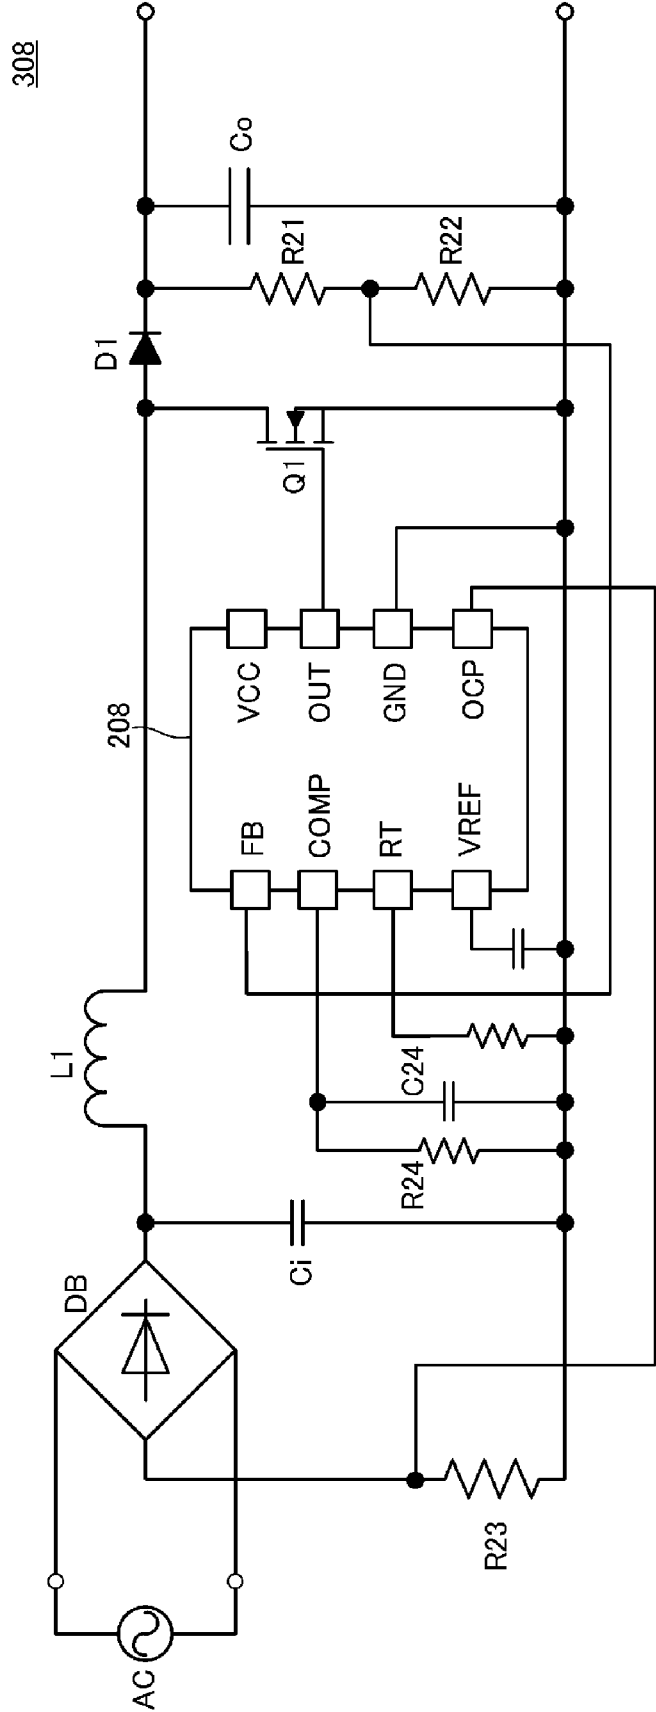 308
AC
DB
Ci
R23
L1
R24
C24
208
FB
COMP
RT
VREF
VCC
OUT
GND
OCP
Q1
D1
R21
R22
Co